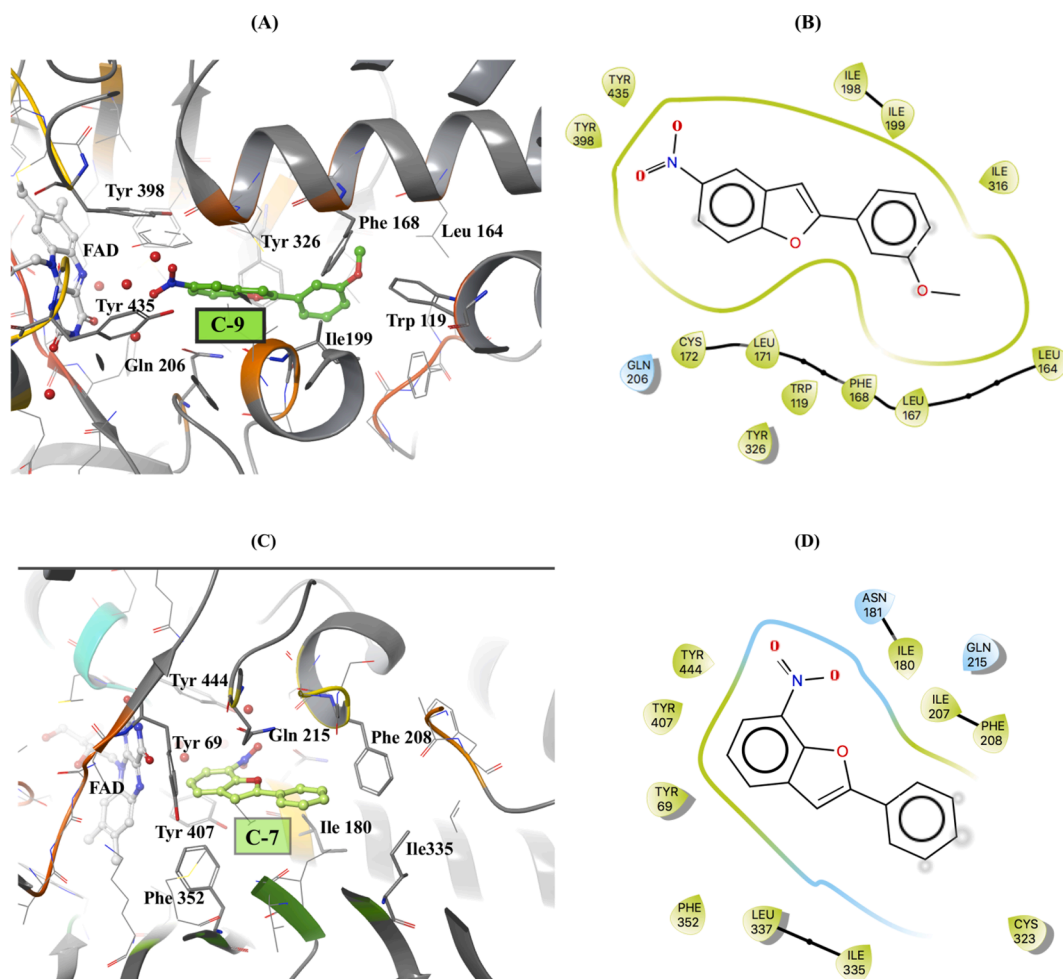 (A)
Tyr 398
FAD
Tyr 326
Phe 168
Leu 164
Tyr 435
C-9
Trp 119
Gln 206
Ile199
(B)
TYR
435
TYR
398
ILE
198
ILE
199
ILE
316
O
N
O
O
O
CYS
172
LEU
171
GLN
206
TRP
119
PHE
168
LEU
167
LEU
164
TYR
326
(C)
Tyr 444
Gln 215
Phe 208
Tyr 69
FAD
Tyr 407
C-7
Ile 180
Ile335
Phe 352
(D)
ASN
181
ILE
180
GLN
215
TYR
444
ILE
207
PHE
208
TYR
407
TYR
69
O
N
O
O
PHE
352
LEU
337
ILE
335
CYS
323